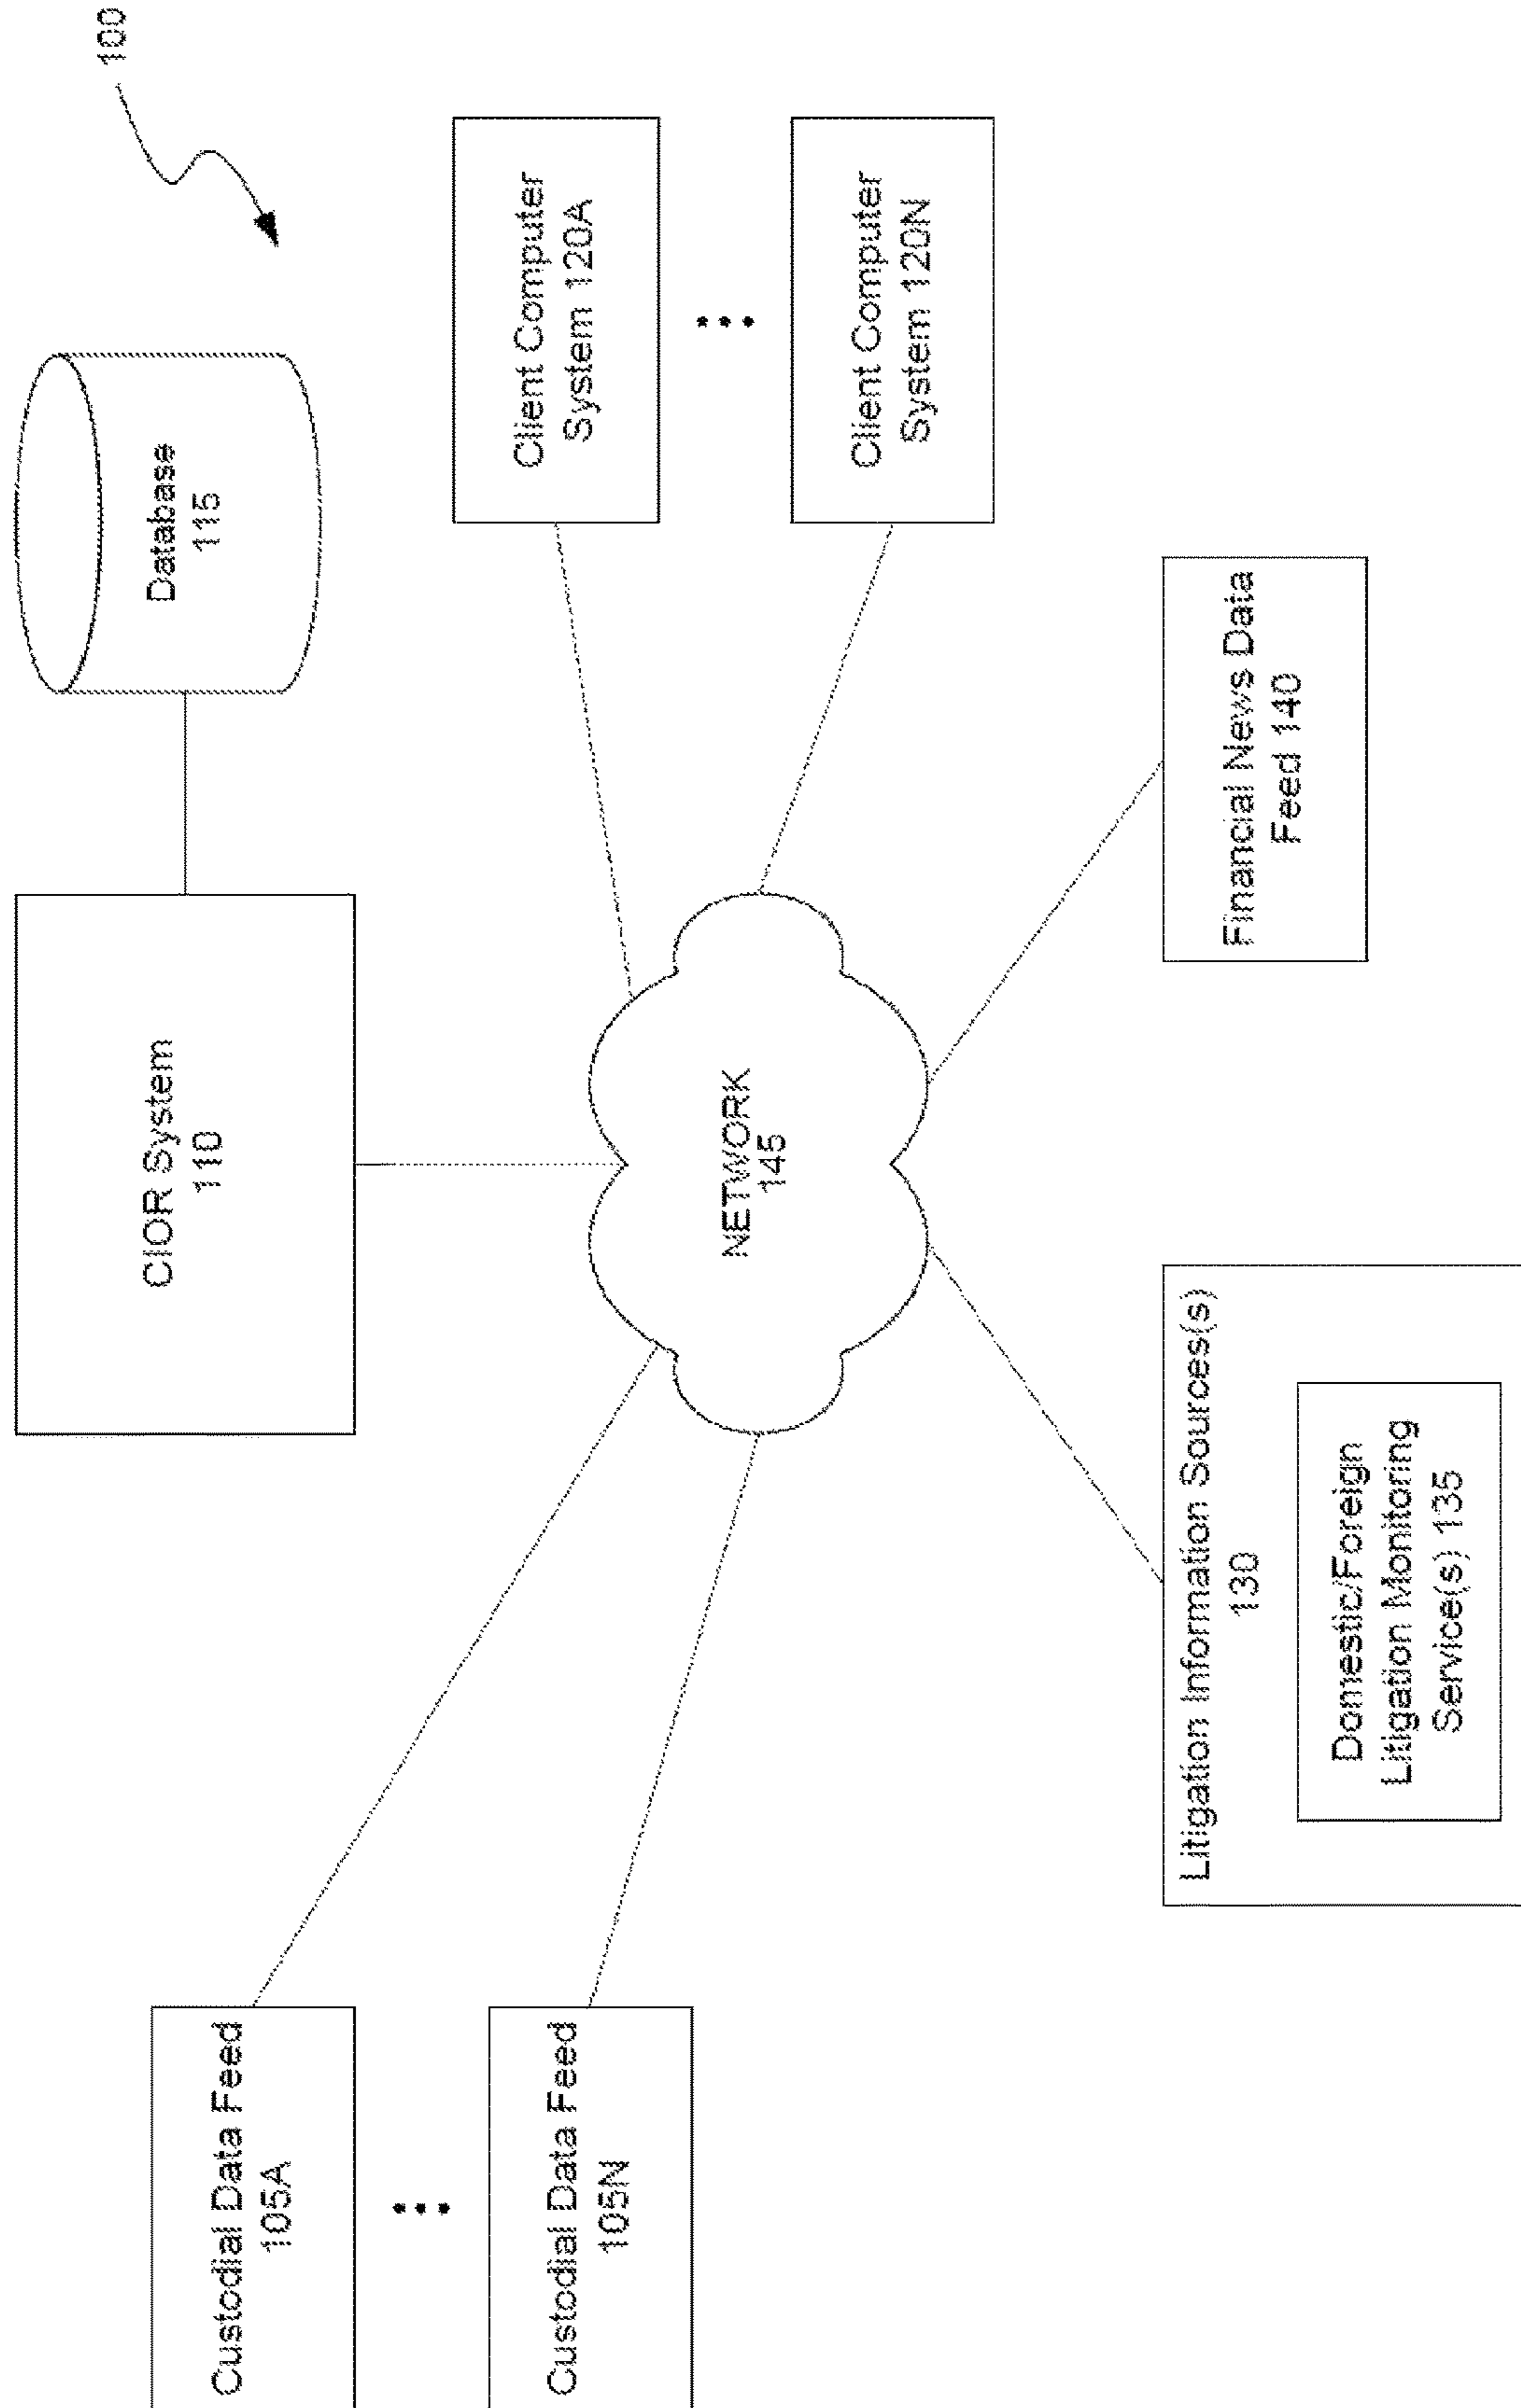 100
CIOR System
110
Database
115
Custodial Data Feed
105A
Custodial Data Feed
105N
NETWORK
145
Client Computer
System 120A
Client Computer
System 120N
Litigation Information Sources(s)
130
Domestic/Foreign
Litigation Monitoring
Service(s) 135
Financial News Data
Feed 140